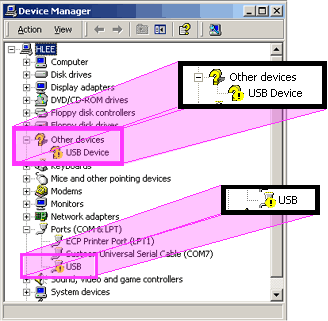 Device Manager
Action View
HLEE
Computer
Disk drives
Display adapters
DVD/CD-ROM drives
Floppy disk controllers
Floppy disk drives
Other devices
USB Device
Keyboards
Mice and other pointing devices
Modems
Monitors
Network adapters
Ports (COM & LPT)
ECP Printer Port (LPT1)
Susteen Universal Serial Cable (COM7)
USB
Sound, video and game controllers
System devices
Other devices
USB Device
USB